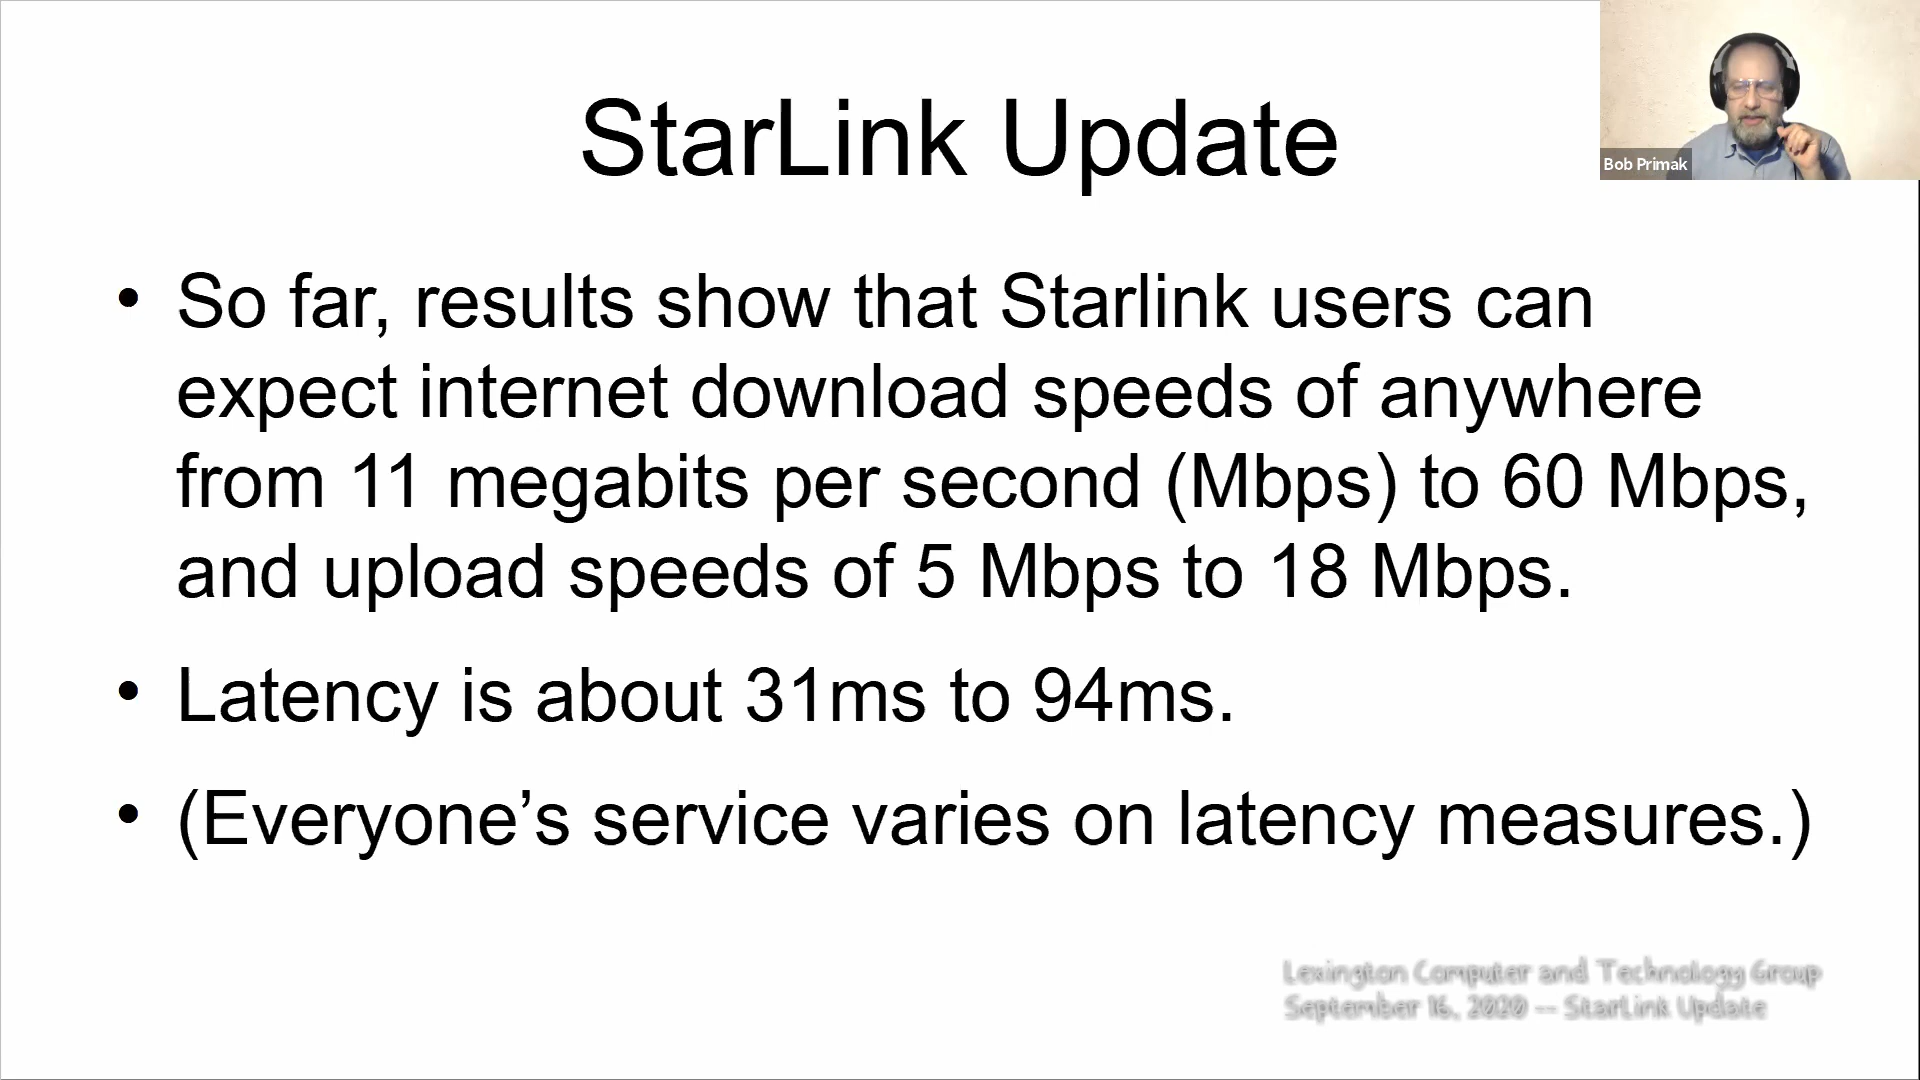 StarLink Update
Bob Primak
• So far, results show that Starlink users can
expect internet download speeds of anywhere
from 11 megabits per second (Mbps) to 60 Mbps,
and upload speeds of 5 Mbps to 18 Mbps.
• Latency is about 31ms to 94ms.
• (Everyone’s service varies on latency measures.)
Lexington Computer and Technology Group
September 16, 2020 -- StarLink Update